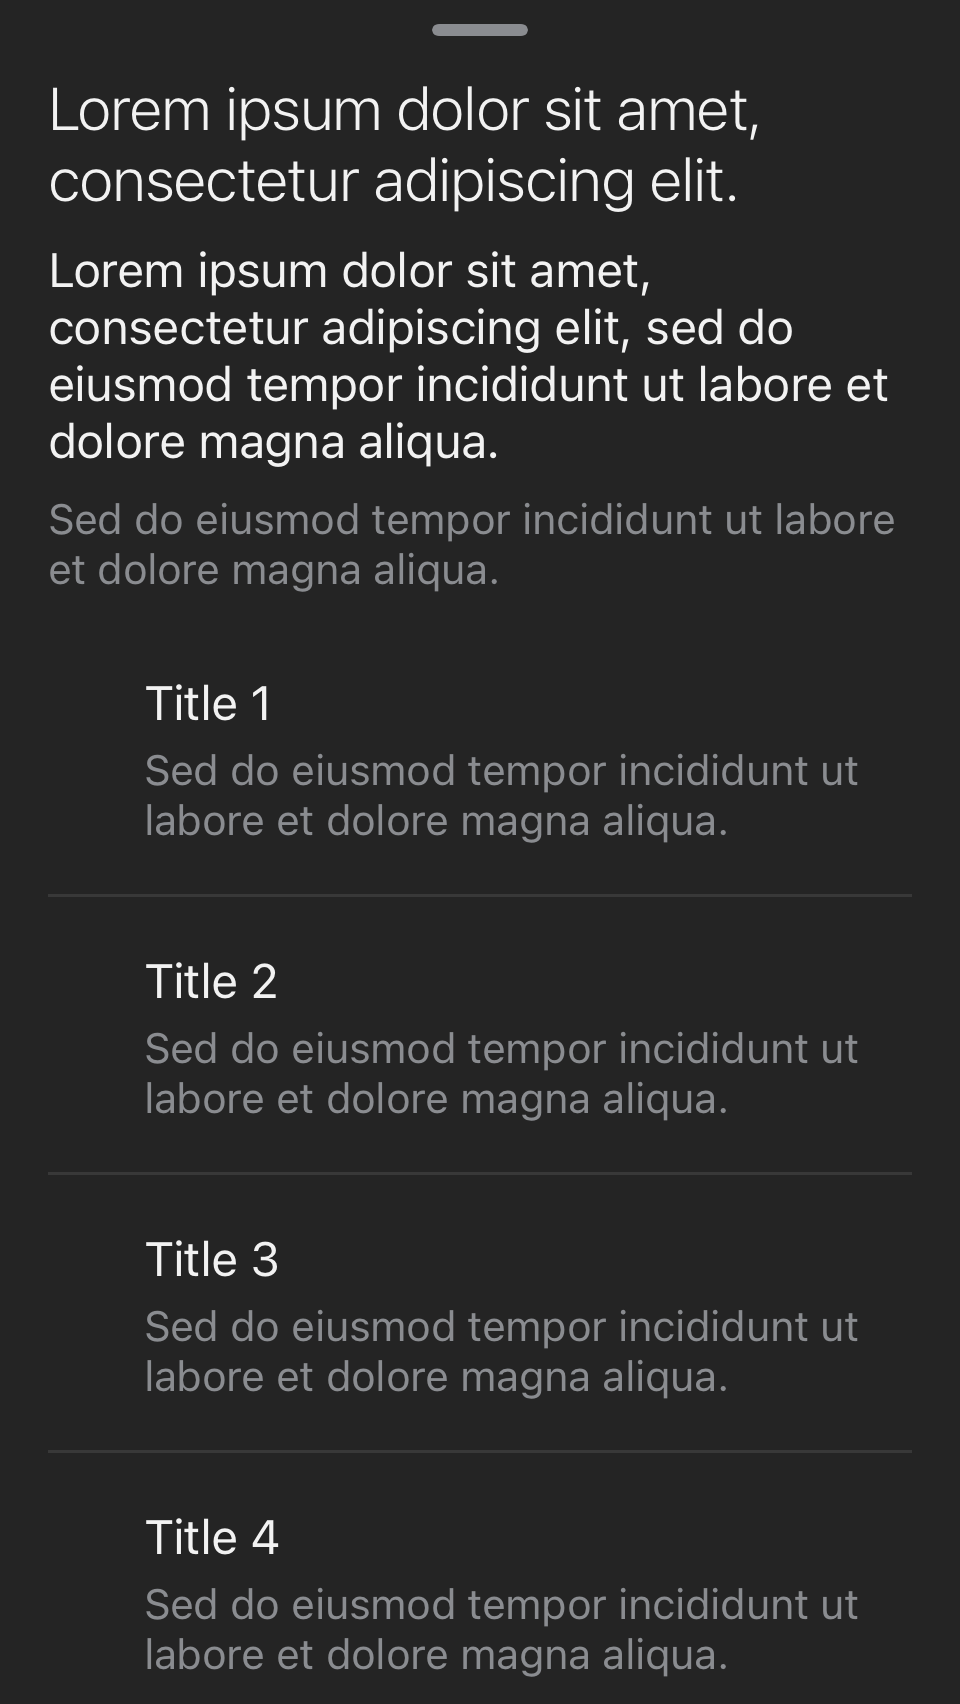 Lorem ipsum dolor sit amet,
consectetur adipiscing elit.
Lorem ipsum dolor sit amet,
consectetur adipiscing elit, sed do
eiusmod tempor incididunt ut labore et
dolore magna aliqua.
Sed do eiusmod tempor incididunt ut labore
et dolore magna aliqua.
Title 1
Sed do eiusmod tempor incididunt ut
labore et dolore magna aliqua.
Title 2
Sed do eiusmod tempor incididunt ut
labore et dolore magna aliqua.
Title 3
Sed do eiusmod tempor incididunt ut
labore et dolore magna aliqua.
Title 4
Sed do eiusmod tempor incididunt ut
labore et dolore magna aliqua.